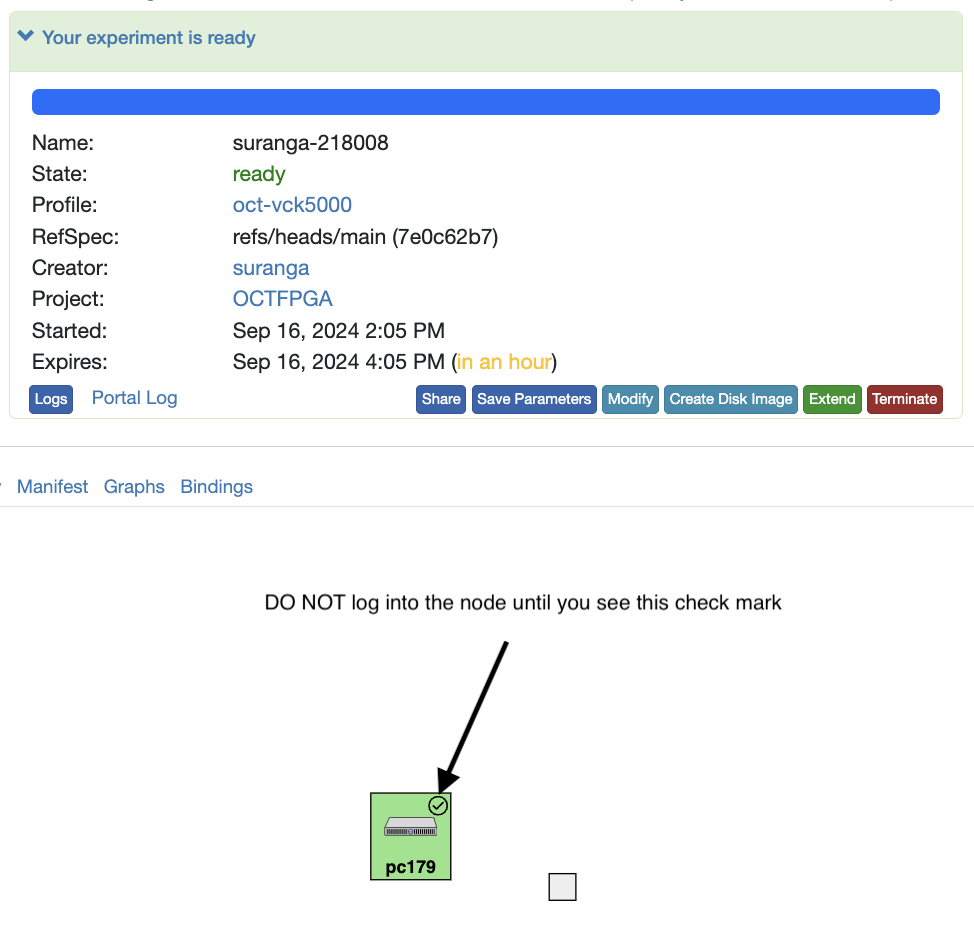 Your experiment is ready
Name: suranga-218008
State: ready
Profile: oct-vck5000
RefSpec: refs/heads/main (7e0c62b7)
Creator: suranga
Project: OCTFPGA
Started: Sep 16, 2024 2:05 PM
Expires: Sep 16, 2024 4:05 PM (in an hour)
Logs Portal Log Share Save Parameters Modify Create Disk Image Extend Terminate
Manifest Graphs Bindings
DO NOT log into the node until you see this check mark
pc179